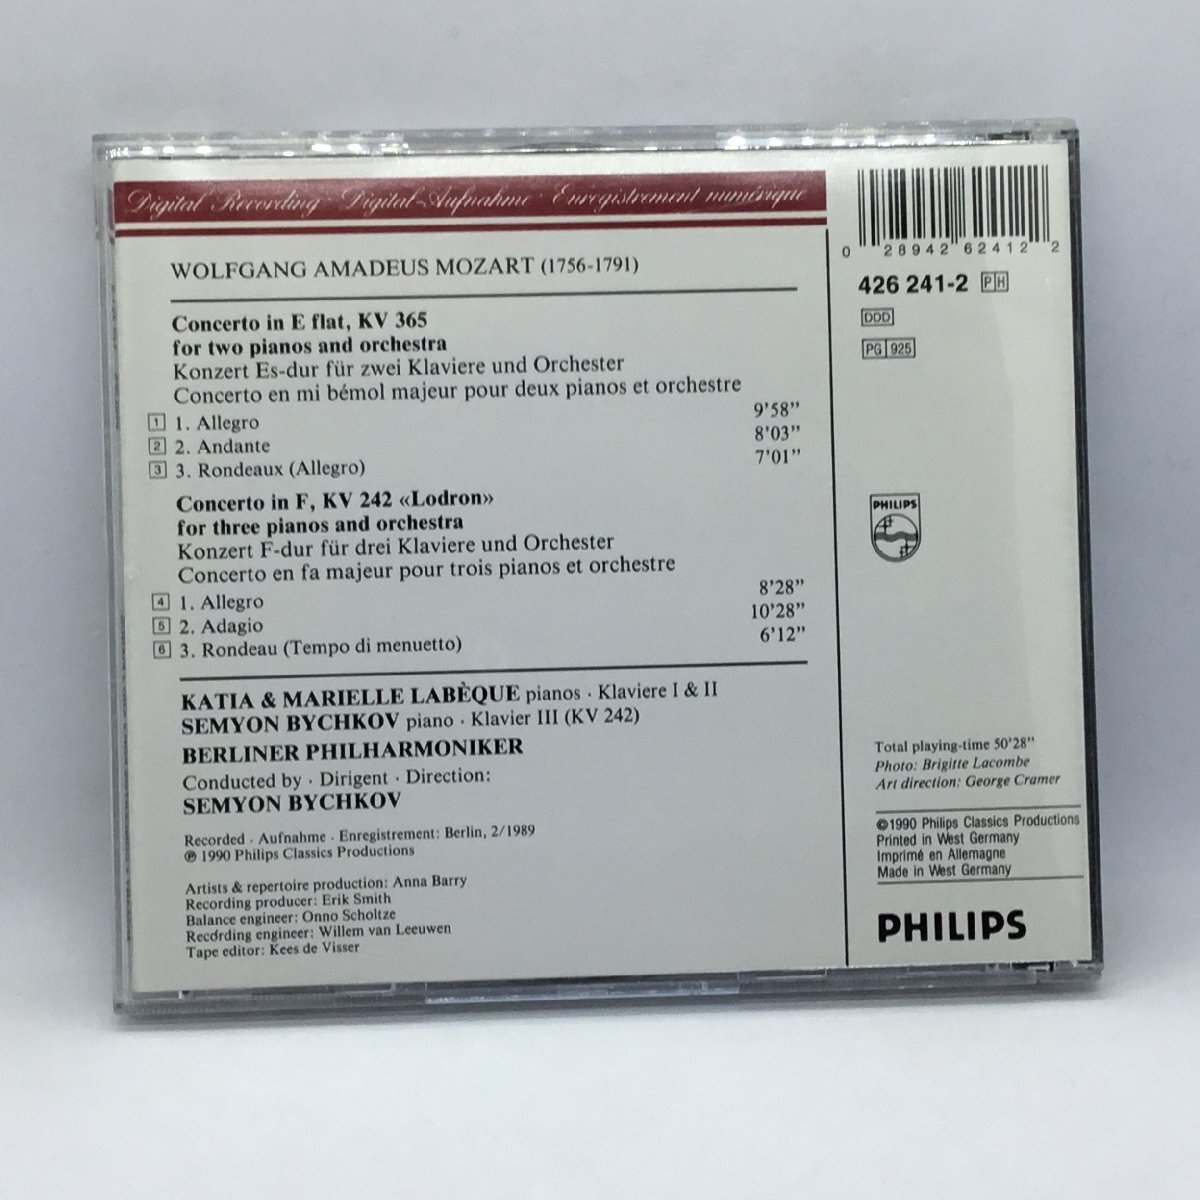 Digital Recording · Digital-Aufnahme · Enregistrement numérique
WOLFGANG AMADEUS MOZART (1756-1791)
Concerto in E flat, KV 365
for two pianos and orchestra
Konzert Es-dur für zwei Klaviere und Orchester
Concerto en mi bémol majeur pour deux pianos et orchestre
1 1. Allegro 9’58”
2 2. Andante 8’03”
3 3. Rondeaux (Allegro) 7’01”
Concerto in F, KV 242 «Lodron»
for three pianos and orchestra
Konzert F-dur für drei Klaviere und Orchester
Concerto en fa majeur pour trois pianos et orchestre
4 1. Allegro 8’28”
5 2. Adagio 10’28”
6 3. Rondeau (Tempo di menuetto) 6’12”
KATIA & MARIELLE LABÈQUE pianos · Klaviere I & II
SEMYON BYCHKOV piano · Klavier III (KV 242)
BERLINER PHILHARMONIKER
Conducted by · Dirigent · Direction:
SEMYON BYCHKOV
Recorded · Aufnahme · Enregistrement: Berlin, 2/1989
℗ 1990 Philips Classics Productions
Artists & repertoire production: Anna Barry
Recording producer: Erik Smith
Balance engineer: Onno Scholtze
Recording engineer: Willem van Leeuwen
Tape editor: Kees de Visser
0 28942 62412 2
426 241-2 PH
DDD
PG 925
PHILIPS
Total playing-time 50’28”
Photo: Brigitte Lacombe
Art direction: George Cramer
©1990 Philips Classics Productions
Printed in West Germany
Imprimé en Allemagne
Made in West Germany
PHILIPS